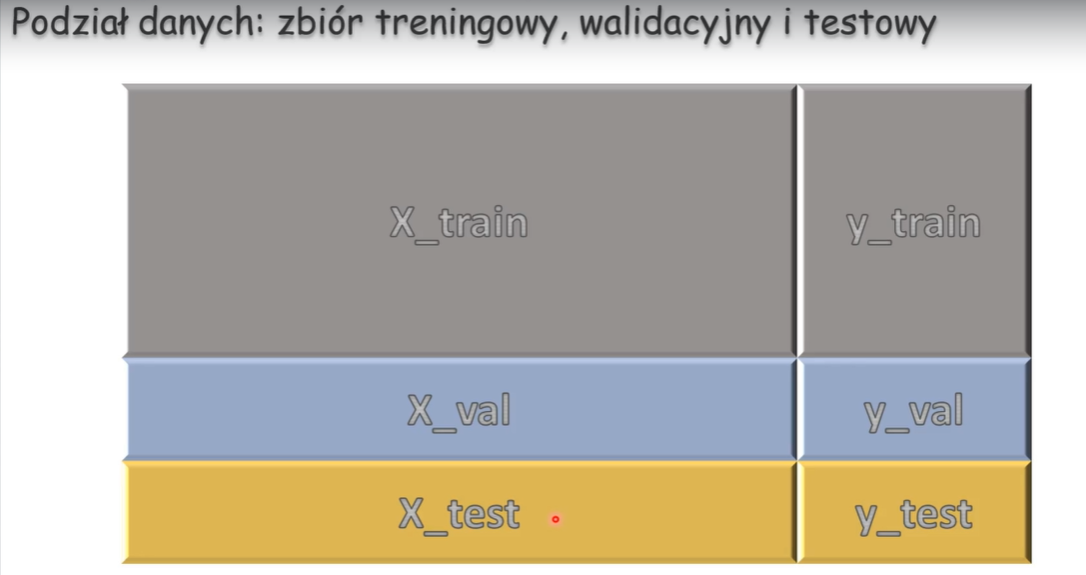 Podział danych: zbiór treningowy, walidacyjny i testowy
X_train y_train
X_val y_val
X_test y_test